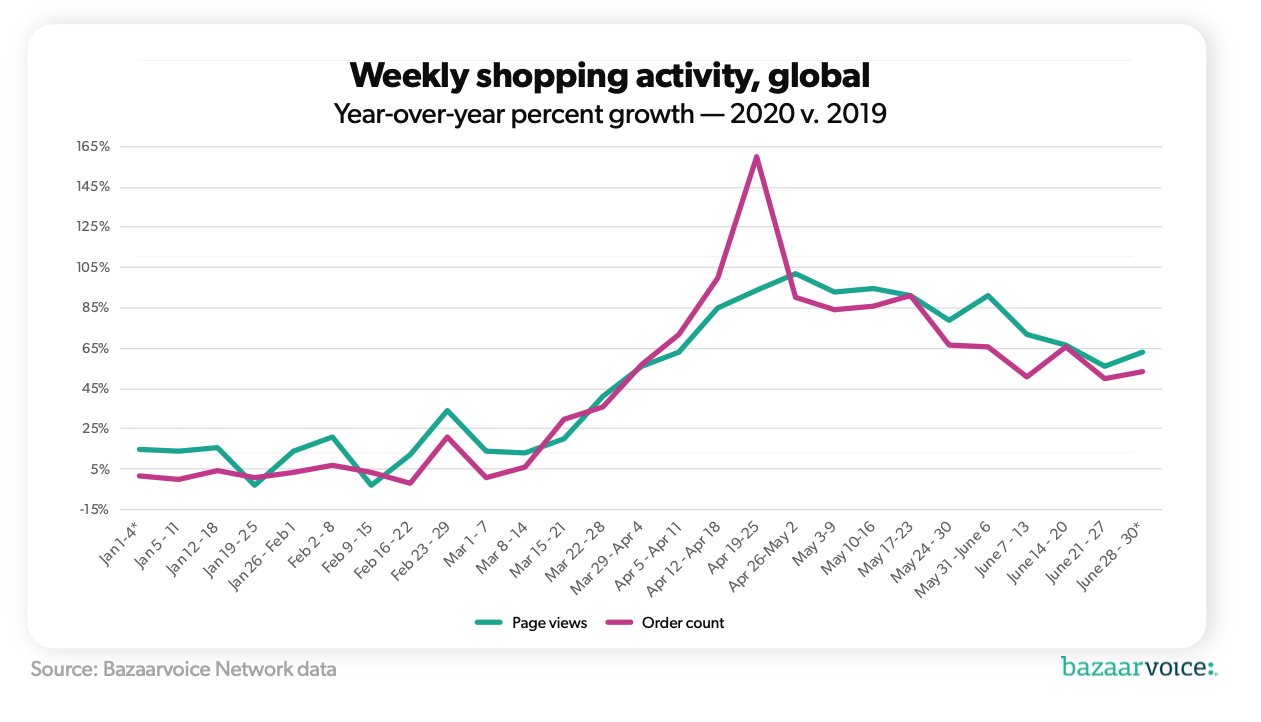 Weekly shopping activity, global
Year-over-year percent growth — 2020 v. 2019
165%
145%
125%
105%
85%
65%
45%
25%
5%
-15%
Jan 1-4*
Jan 5 - 11
Jan 12 - 18
Jan 19 - 25
Jan 26 - Feb 1
Feb 2 - 8
Feb 9 - 15
Feb 16 - 22
Feb 23 - 29
Mar 1 - 7
Mar 8 - 14
Mar 15 - 21
Mar 22 - 28
Mar 29 - Apr 4
Apr 5 - Apr 11
Apr 12 - Apr 18
Apr 19-25
Apr 26-May 2
May 3-9
May 10-16
May 17-23
May 24 - 30
May 31 -June 6
June 7 - 13
June 14 - 20
June 21 - 27
June 28 - 30*
Page views
Order count
Source: Bazaarvoice Network data
bazaarvoice: